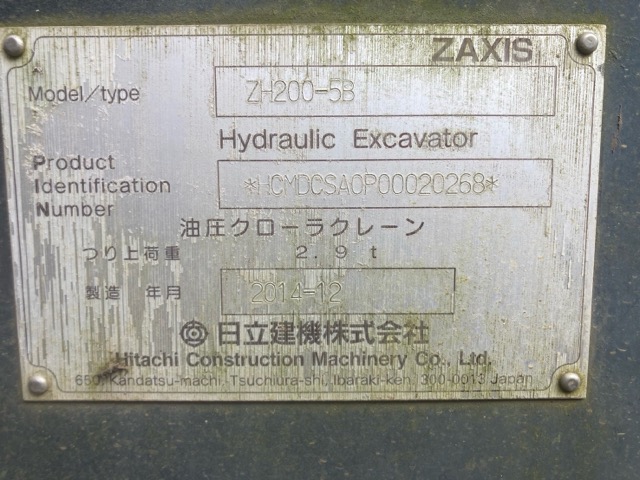 ZAXIS
Model/type ZH200-5B
Hydraulic Excavator
Product
Identification *HCMDCSA0P00020268*
Number
油圧クローラクレーン
つり上荷重 2.9 t
製造 年月 2014-12
日立建機株式会社
Hitachi Construction Machinery Co., Ltd.
650, Kandatsu-machi, Tsuchiura-shi, Ibaraki-ken, 300-0013 Japan